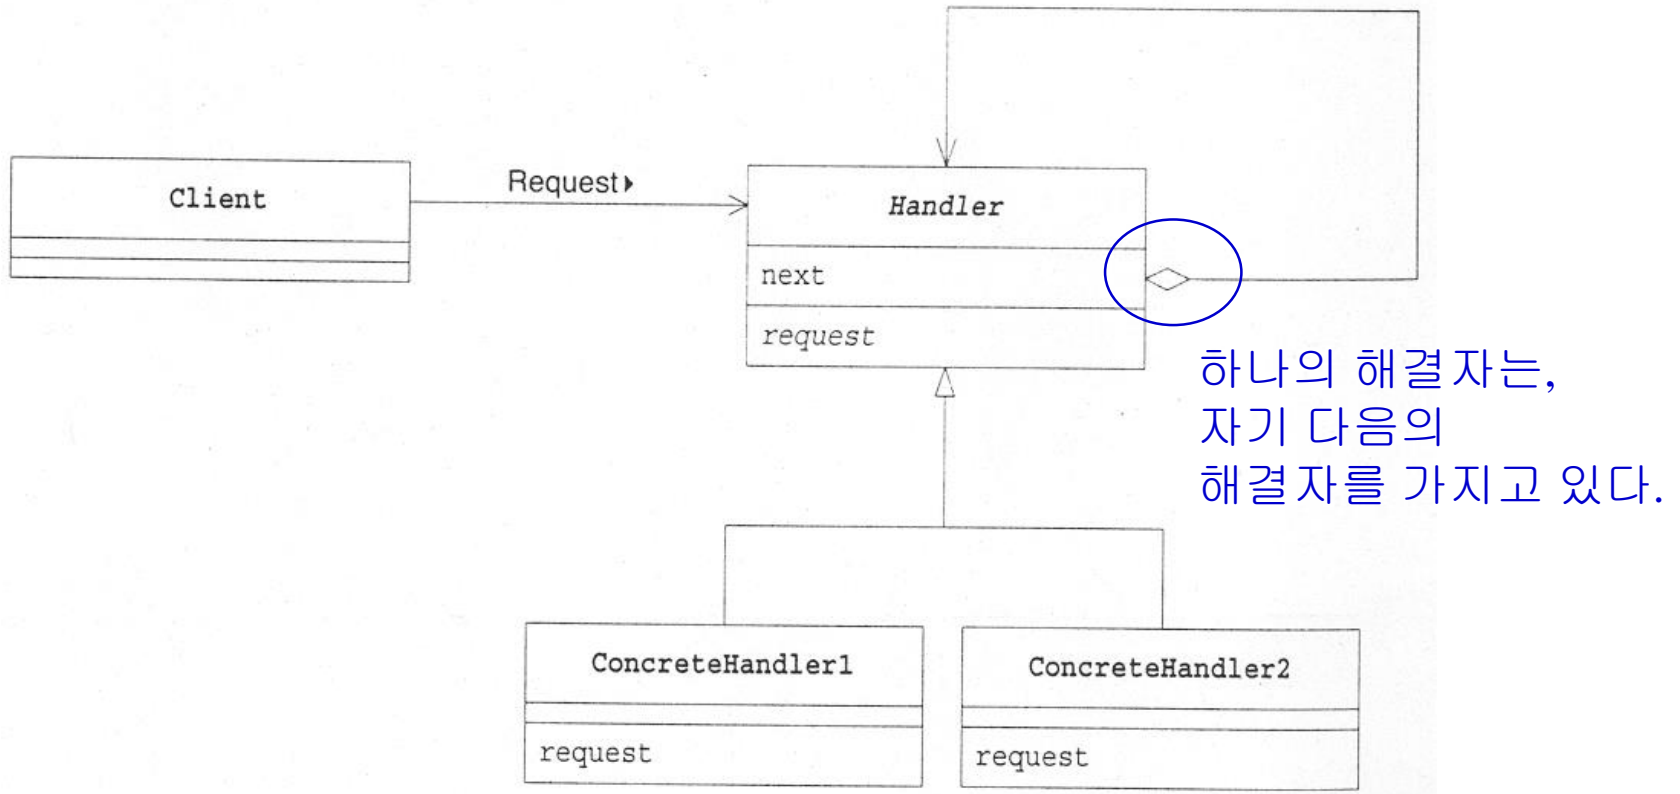 Client
Request▶
Handler
next
request
하나의 해결자는,
자기 다음의
해결자를 가지고 있다.
ConcreteHandler1
request
ConcreteHandler2
request